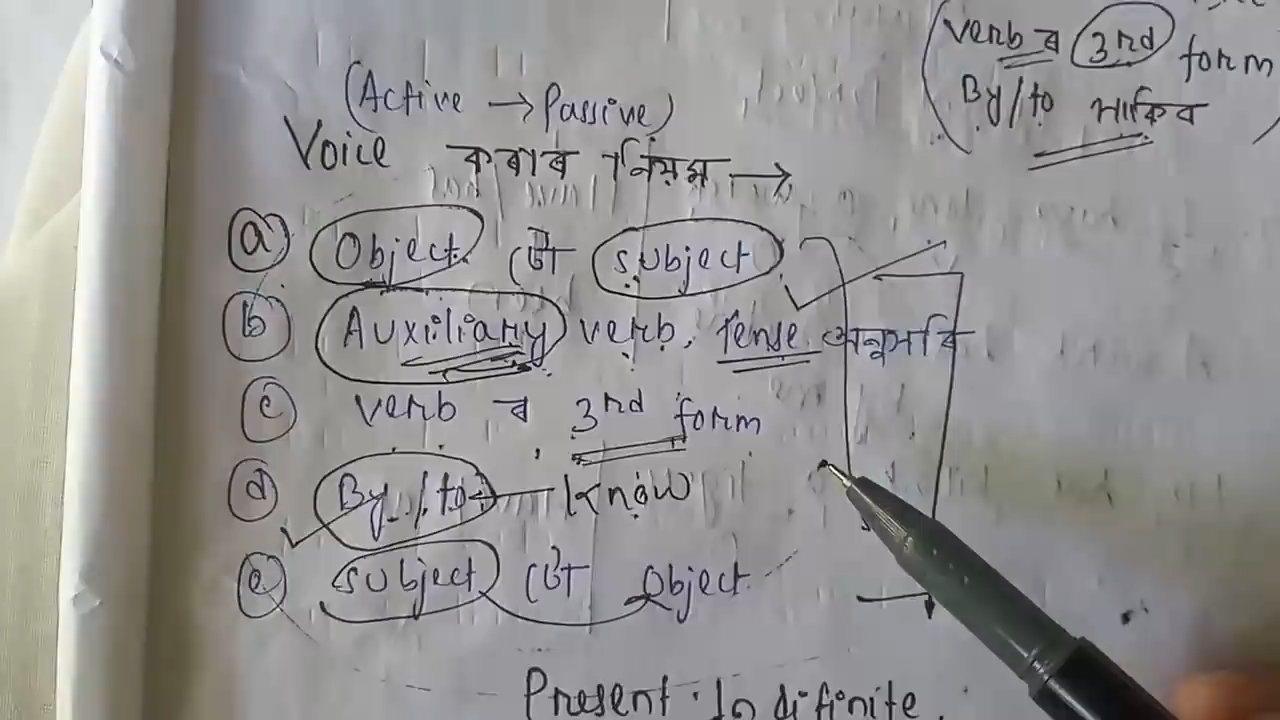 verb ৰ 3rd form
By/to থাকিব
(Active → Passive)
Voice কৰাৰ নিয়ম →
a Object টো subject
b Auxiliary verb, Tense অনুসৰি
c verb ৰ 3rd form
d By/to ← Know
e subject টো Object
Present Indifinite.